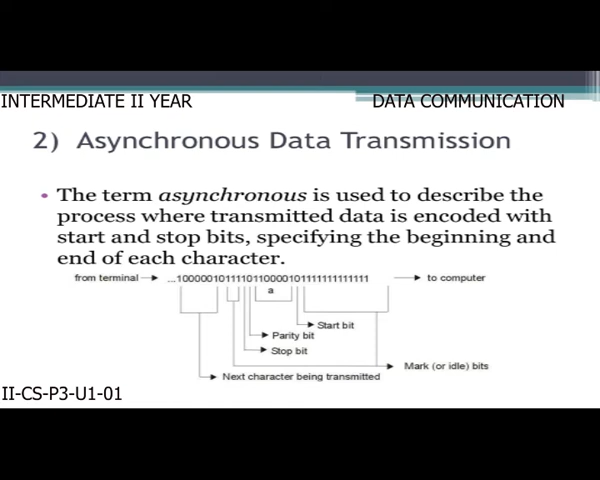 INTERMEDIATE II YEAR DATA COMMUNICATION
2) Asynchronous Data Transmission
• The term asynchronous is used to describe the
process where transmitted data is encoded with
start and stop bits, specifying the beginning and
end of each character.
from terminal ...1000001011110110000101111111111111 to computer
a
Start bit
Parity bit
Stop bit
Mark (or idle) bits
Next character being transmitted
II-CS-P3-U1-01